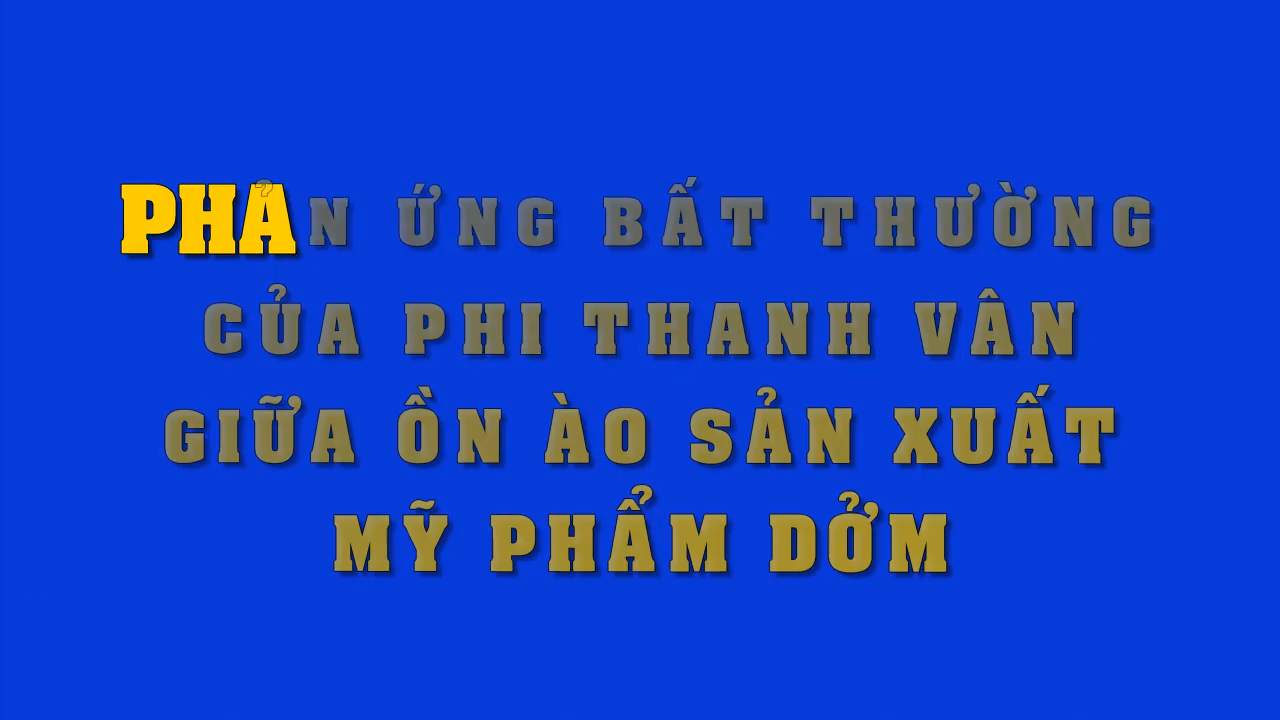 PHẢN ỨNG BẤT THƯỜNG
CỦA PHI THANH VÂN
GIỮA ỒN ÀO SẢN XUẤT
MỸ PHẨM DỞM